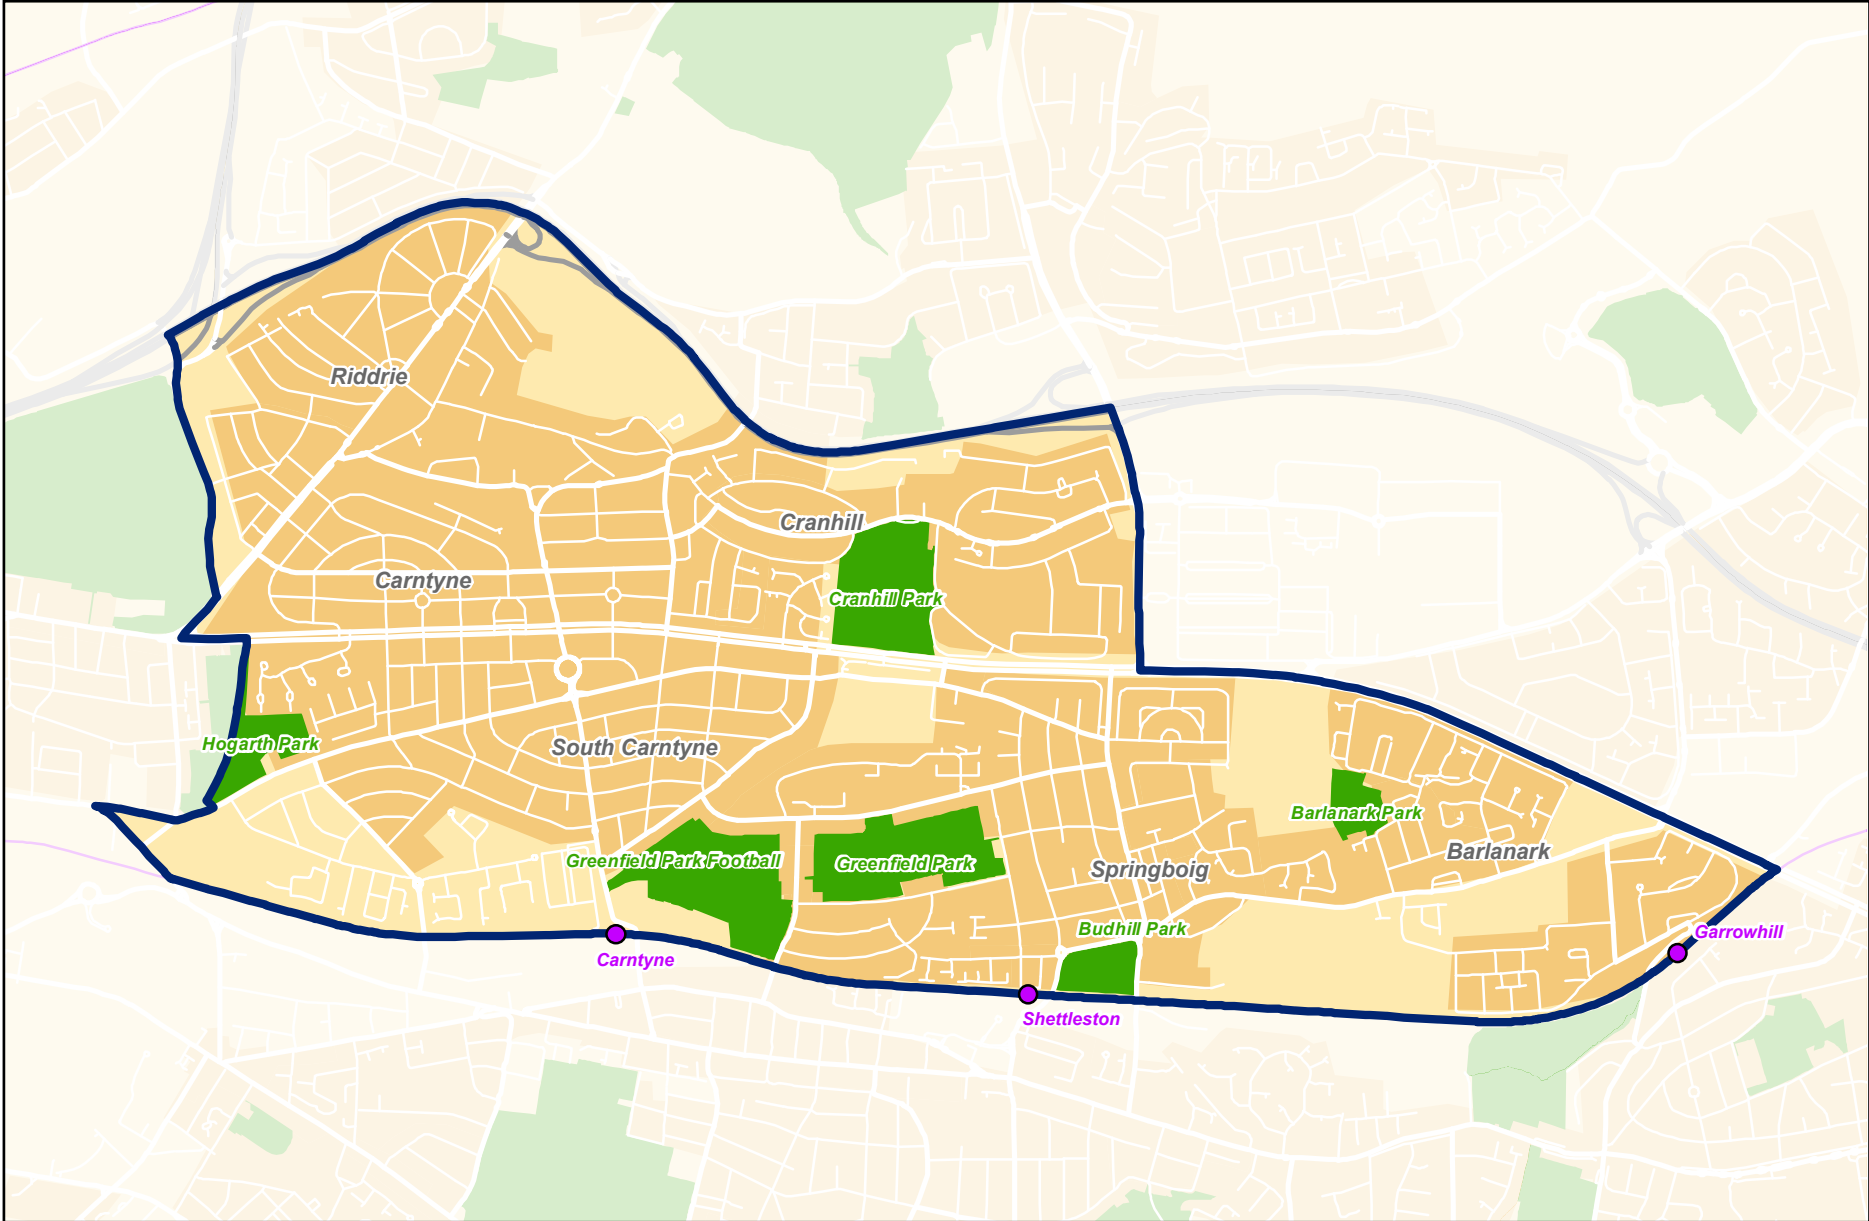 Riddrie
Cranhill
Carntyne
Cranhill Park
Hogarth Park
South Carntyne
Barlanark Park
Barlanark
Greenfield Park Football
Greenfield Park
Springboig
Budhill Park
Garrowhill
Carntyne
Shettleston